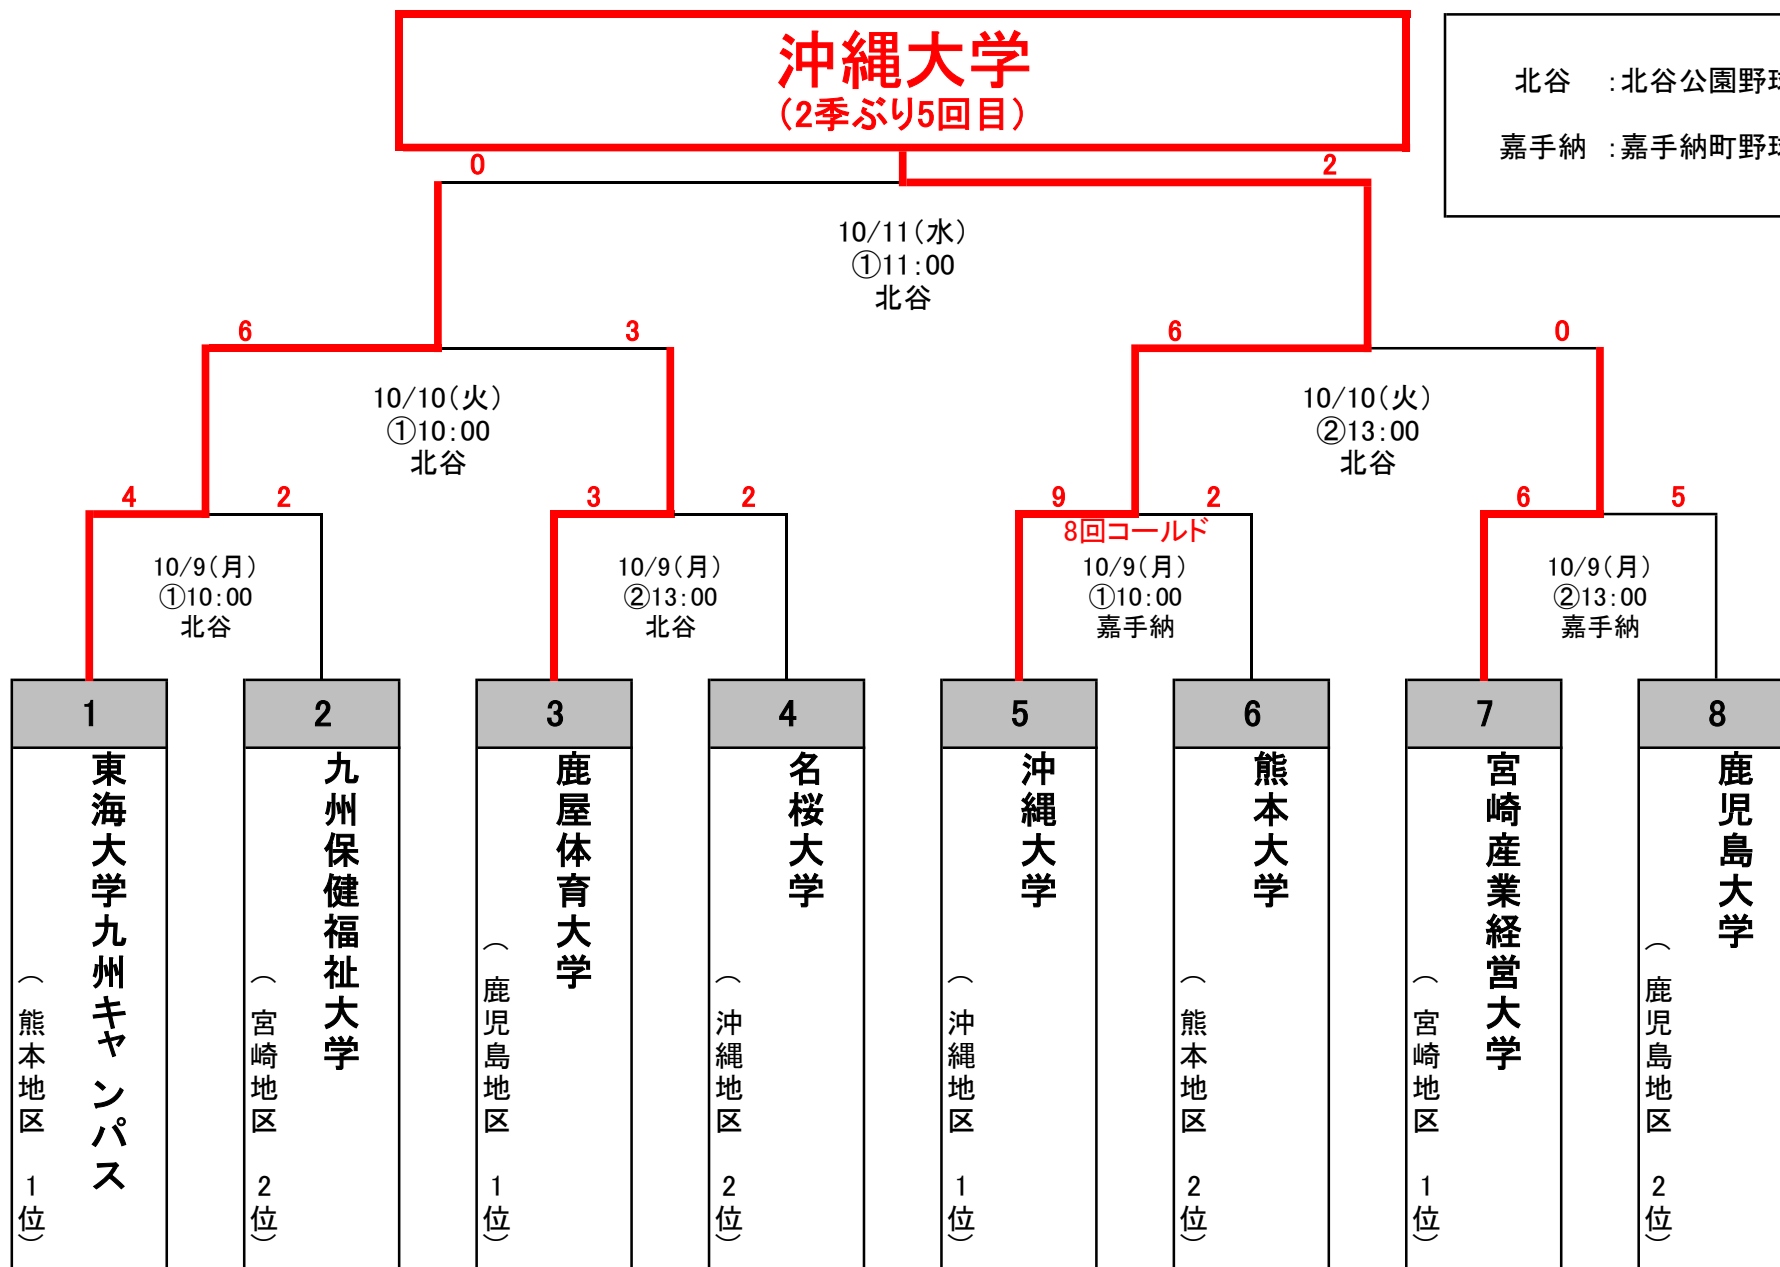 沖縄大学
(2季ぶり5回目)
北谷 :北谷公園野球
嘉手納 :嘉手納町野球
0
2
10/11(水)
①11:00
北谷
6
3
6
0
10/10(火)
①10:00
北谷
10/10(火)
②13:00
北谷
4
2
3
2
9
2
6
5
8回コールド
10/9(月)
①10:00
北谷
10/9(月)
②13:00
北谷
10/9(月)
①10:00
嘉手納
10/9(月)
②13:00
嘉手納
1
2
3
4
5
6
7
8
東海大学九州キャンパス
(熊本地区 1位)
九州保健福祉大学
(宮崎地区 2位)
鹿屋体育大学
(鹿児島地区 1位)
名桜大学
(沖縄地区 2位)
沖縄大学
(沖縄地区 1位)
熊本大学
(熊本地区 2位)
宮崎産業経営大学
(宮崎地区 1位)
鹿児島大学
(鹿児島地区 2位)